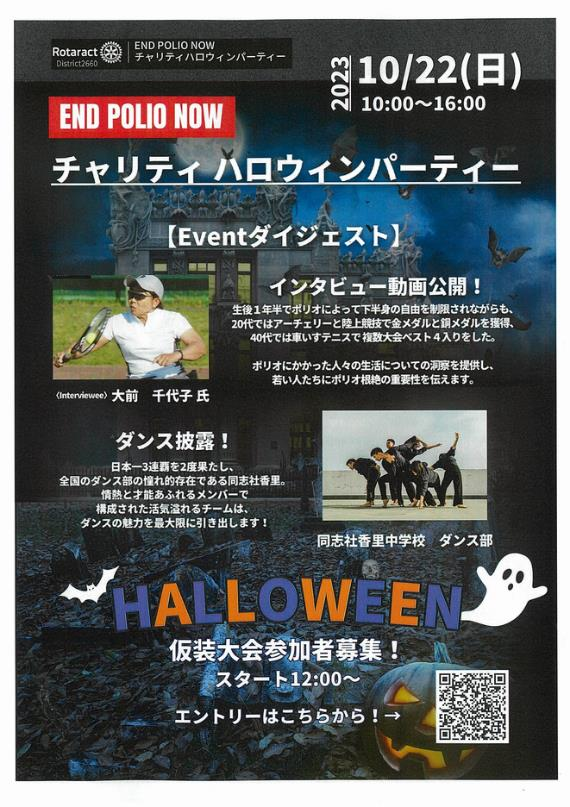 Rotaract
District2660
END POLIO NOW
チャリティハロウィンパーティー
2023
10/22(日)
10:00～16:00
END POLIO NOW
チャリティ ハロウィンパーティー
【Eventダイジェスト】
インタビュー動画公開！
生後１年半でポリオによって下半身の自由を制限されながらも、
20代ではアーチェリーと陸上競技で金メダルと銅メダルを獲得、
40代では車いすテニスで複数大会ベスト４入りをした。
ポリオにかかった人々の生活についての洞察を提供し、
若い人たちにポリオ根絶の重要性を伝えます。
〈Interviewee〉大前　千代子 氏
ダンス披露！
日本一3連覇を2度果たし、
全国のダンス部の憧れ的存在である同志社香里。
情熱と才能あふれるメンバーで
構成された活気溢れるチームは、
ダンスの魅力を最大限に引き出します！
同志社香里中学校　ダンス部
HALLOWEEN
仮装大会参加者募集！
スタート12:00～
エントリーはこちらから！→